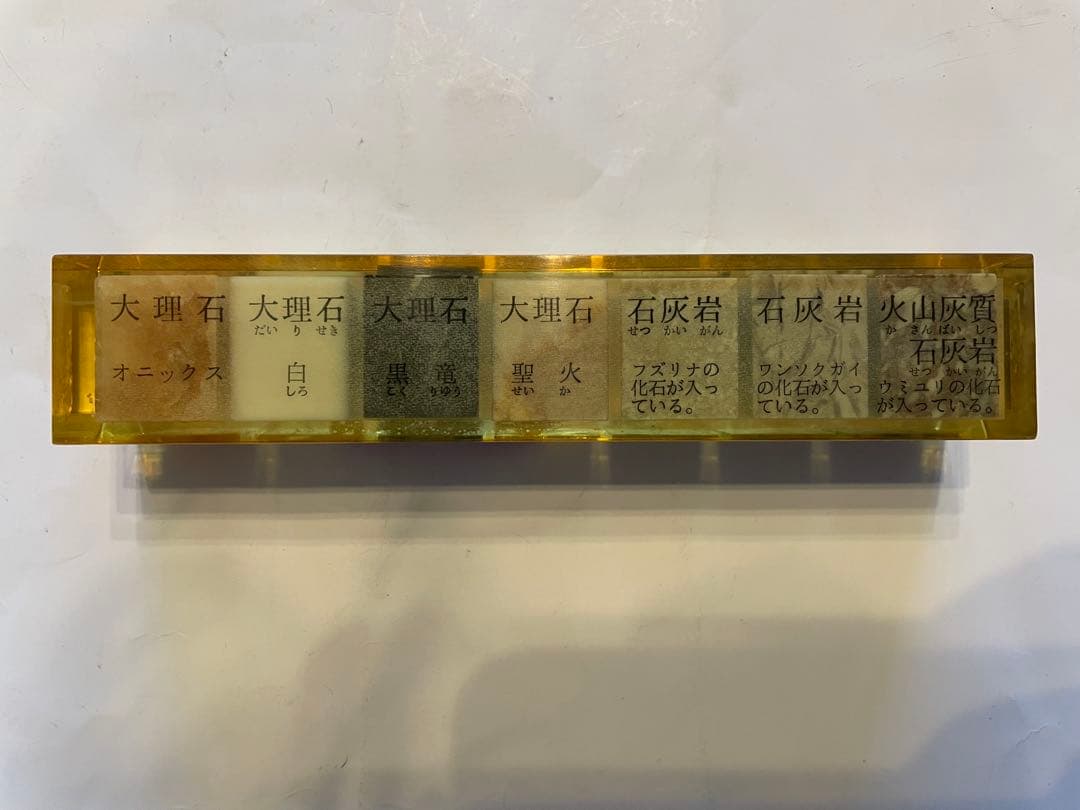 大理石
オニックス
大理石
だいりせき
白
しろ
大理石
黒竜
こくりゆう
大理石
聖火
せいか
石灰岩
せつかいがん
フズリナの
化石が入っ
ている。
石灰岩
ワンソクガイ
の化石が入っ
ている。
火山灰質
かざんばいしつ
石灰岩
せつかいがん
ウミユリの化石
が入っている。